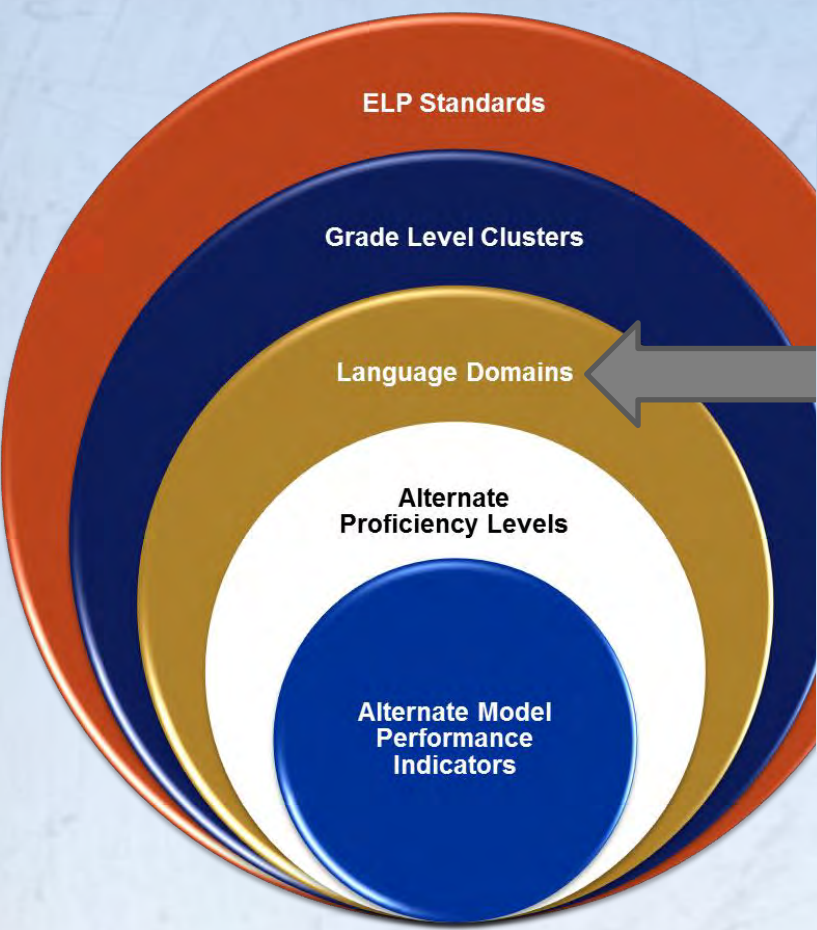 ELP Standards
Grade Level Clusters
Language Domains
Alternate
Proficiency Levels
Alternate Model
Performance
Indicators